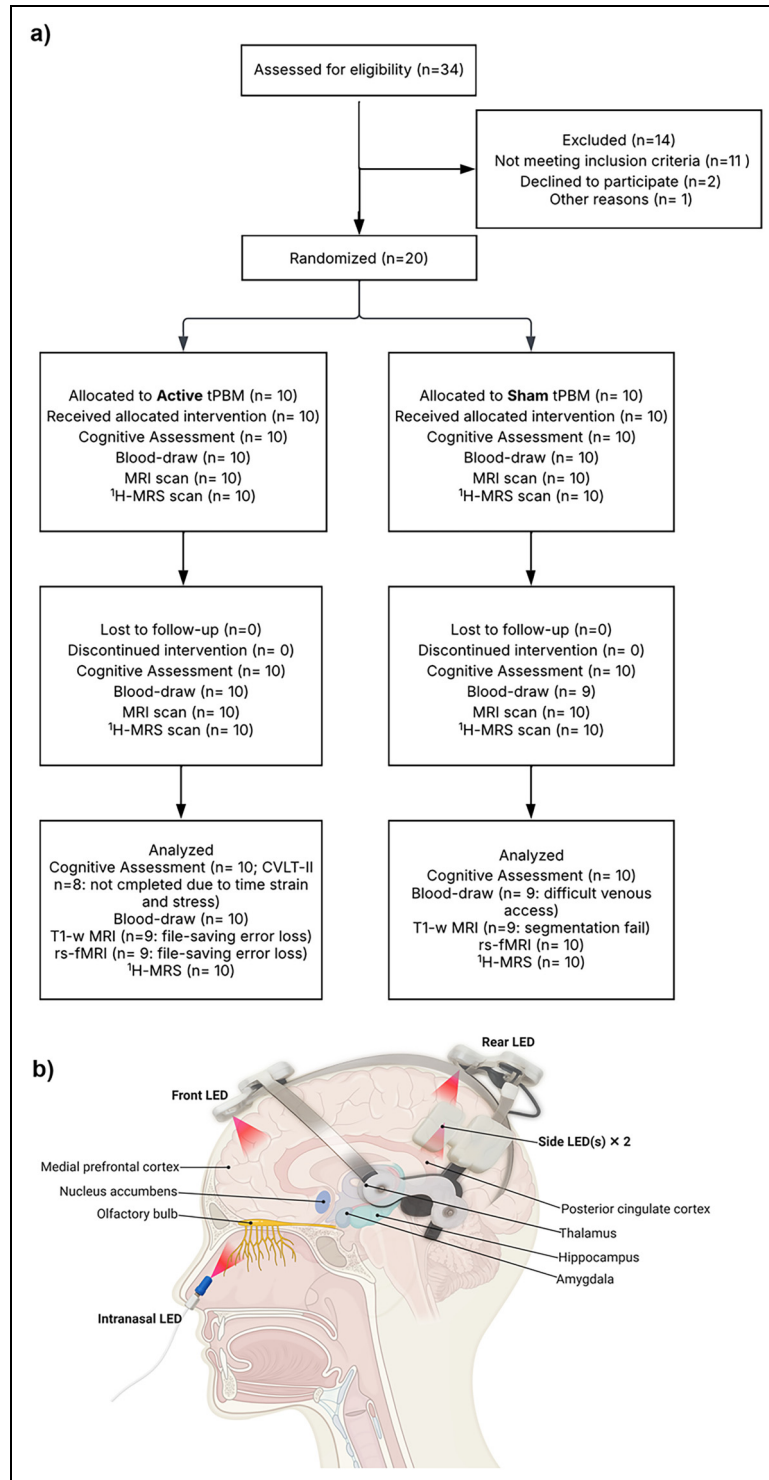 a)
Assessed for eligibility (n=34)
Excluded (n=14)
Not meeting inclusion criteria (n=11 )
Declined to participate (n=2)
Other reasons (n= 1)
Randomized (n=20)
Allocated to Active tPBM (n= 10)
Received allocated intervention (n= 10)
Cognitive Assessment (n= 10)
Blood-draw (n= 10)
MRI scan (n= 10)
¹H-MRS scan (n= 10)
Allocated to Sham tPBM (n= 10)
Received allocated intervention (n= 10)
Cognitive Assessment (n= 10)
Blood-draw (n= 10)
MRI scan (n= 10)
¹H-MRS scan (n= 10)
Lost to follow-up (n=0)
Discontinued intervention (n= 0)
Cognitive Assessment (n= 10)
Blood-draw (n= 10)
MRI scan (n= 10)
¹H-MRS scan (n= 10)
Lost to follow-up (n=0)
Discontinued intervention (n= 0)
Cognitive Assessment (n= 10)
Blood-draw (n= 9)
MRI scan (n= 10)
¹H-MRS scan (n= 10)
Analyzed
Cognitive Assessment (n= 10; CVLT-II
n=8: not cmpleted due to time strain
and stress)
Blood-draw (n= 10)
T1-w MRI (n=9: file-saving error loss)
rs-fMRI (n= 9: file-saving error loss)
¹H-MRS (n= 10)
Analyzed
Cognitive Assessment (n= 10)
Blood-draw (n= 9: difficult venous
access)
T1-w MRI (n=9: segmentation fail)
rs-fMRI (n= 10)
¹H-MRS (n= 10)
b)
Rear LED
Front LED
Side LED(s) × 2
Medial prefrontal cortex
Nucleus accumbens
Olfactory bulb
Posterior cingulate cortex
Thalamus
Hippocampus
Amygdala
Intranasal LED